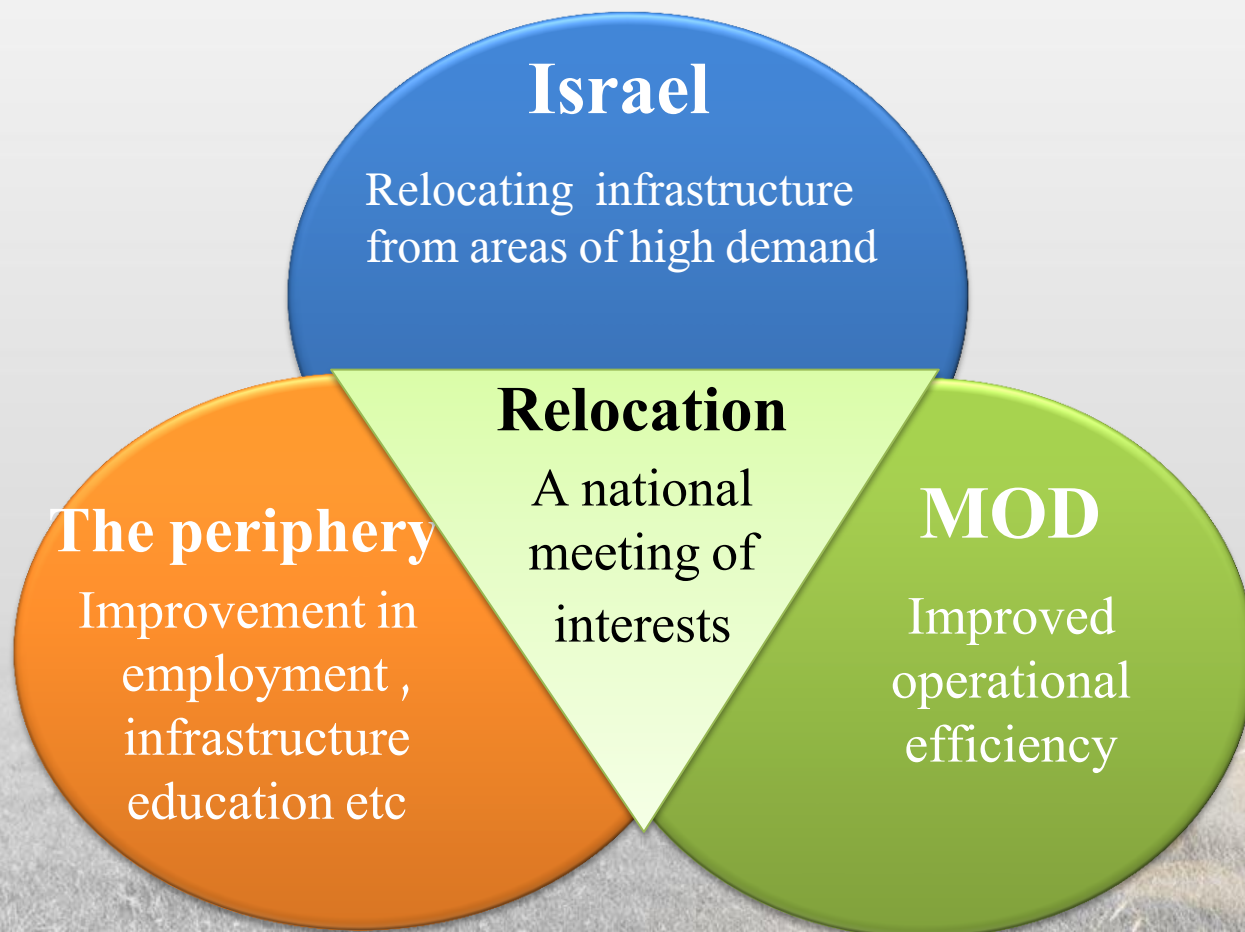 Israel
Relocating infrastructure
from areas of high demand
Relocation
A national
meeting of
interests
The periphery
Improvement in
employment ,
infrastructure
education etc
MOD
Improved
operational
efficiency